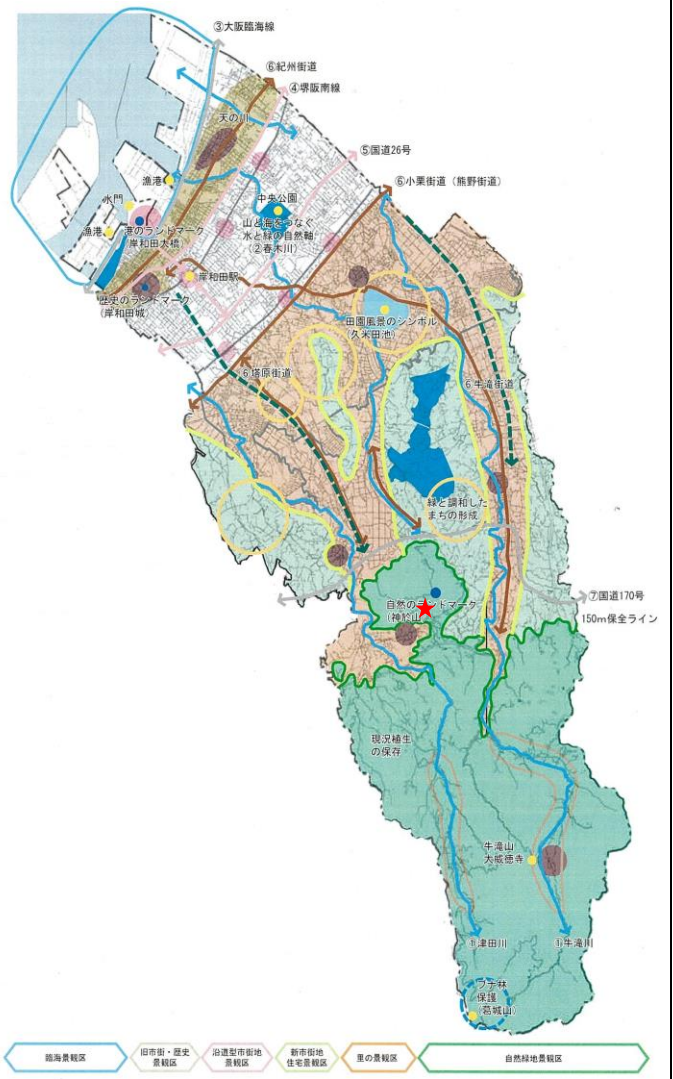 ③大阪臨海線
⑥紀州街道
④堺阪南線
天の川
⑤国道26号
漁港
⑥小栗街道（熊野街道）
水門
中央公園
漁港
港のランドマーク
（岸和田大橋）
山と海をつなぐ
水と緑の自然軸
（②春木川）
岸和田駅
歴史のランドマーク
（岸和田城）
田園風景のシンボル
（久米田池）
⑥塔原街道
⑥牛滝街道
緑と調和した
まちの形成
⑦国道170号
自然のランドマーク
（神於山
150m保全ライン
現況植生
の保存
牛滝山
大威徳寺
①津田川
①牛滝川
ブナ林
保護
（葛城山）
臨海景観区
旧市街・歴史
景観区
沿道型市街地
景観区
新市街地
住宅景観区
里の景観区
自然緑地景観区